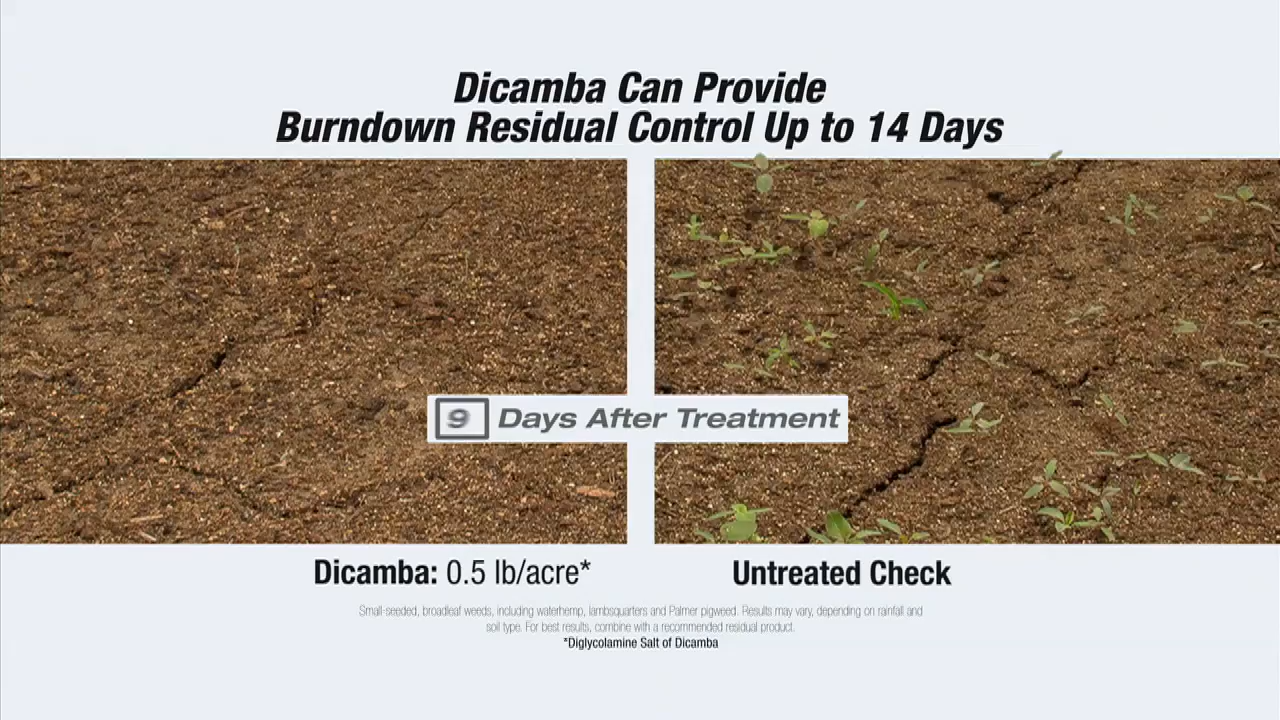 Dicamba Can Provide
Burndown Residual Control Up to 14 Days
9 Days After Treatment
Dicamba: 0.5 lb/acre*
Untreated Check
Small-seeded, broadleaf weeds, including waterhemp, lambsquarters and Palmer pigweed. Results may vary, depending on rainfall and
soil type. For best results, combine with a recommended residual product.
*Diglycolamine Salt of Dicamba